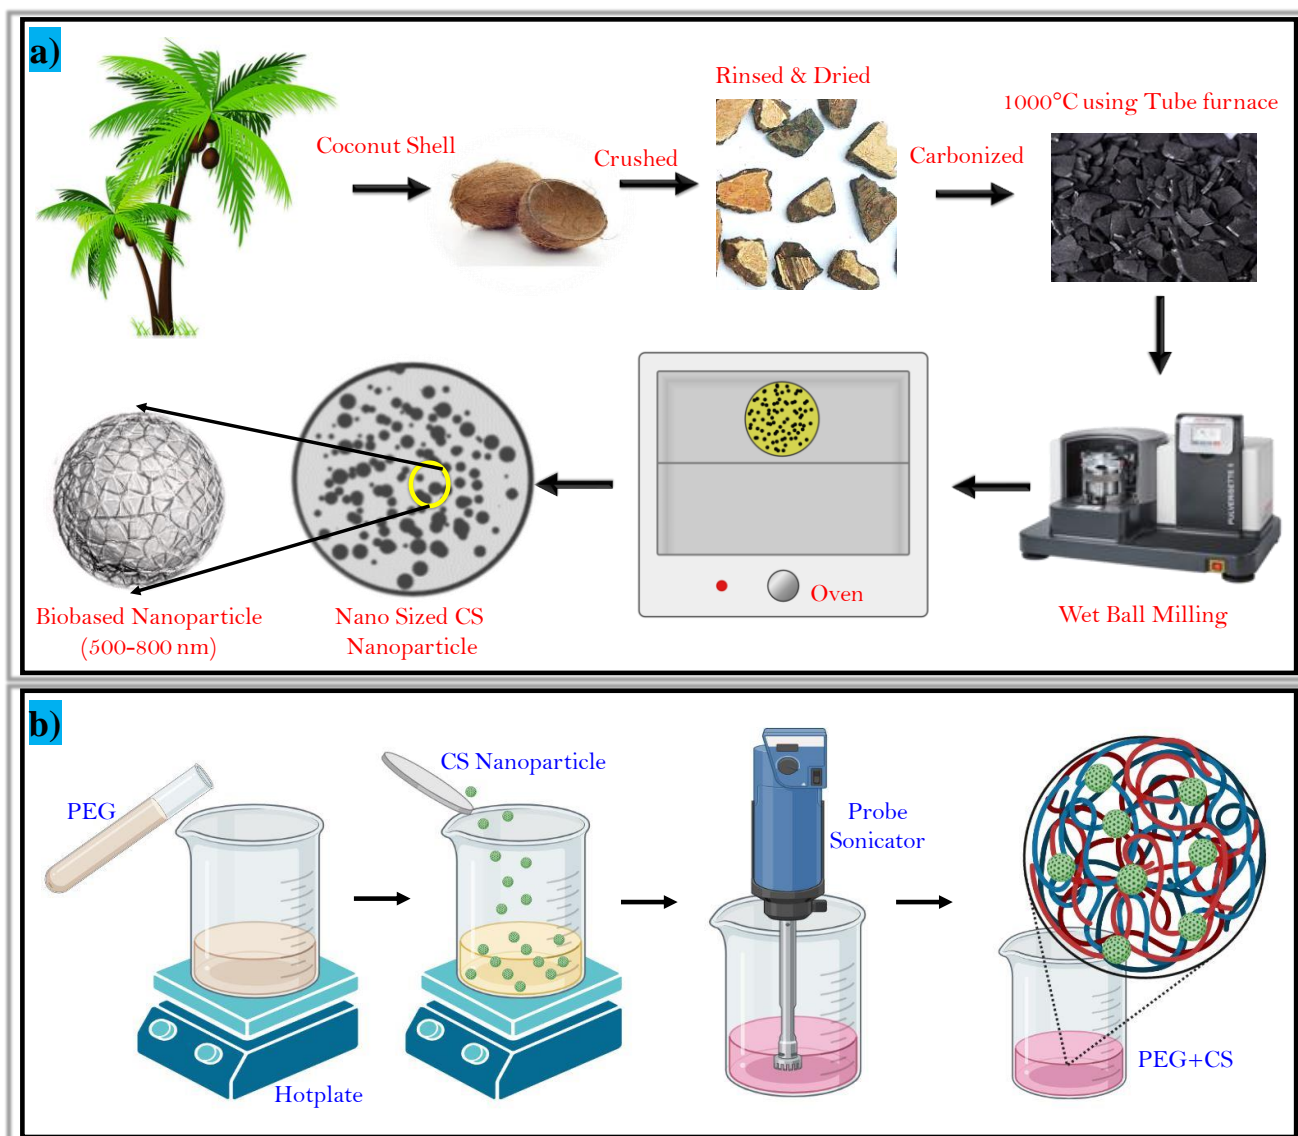 a)
Coconut Shell
Crushed
Rinsed & Dried
Carbonized
1000°C using Tube furnace
PULVERISETTE
Wet Ball Milling
Oven
Nano Sized CS
Nanoparticle
Biobased Nanoparticle
(500-800 nm)
b)
PEG
Hotplate
CS Nanoparticle
Probe
Sonicator
PEG+CS